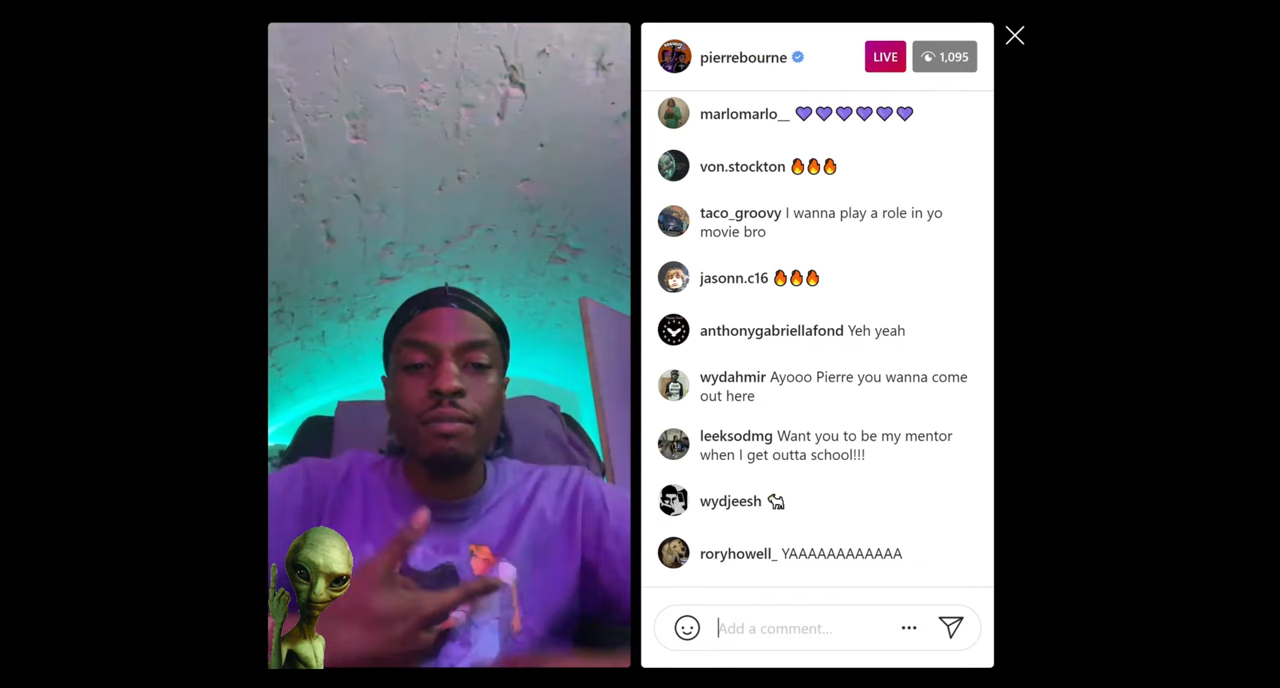 pierrebourne
LIVE
1,095
marlomarlo__ 💜💜💜💜💜💜
von.stockton 🔥🔥🔥
taco_groovy I wanna play a role in yo
movie bro
jasonn.c16 🔥🔥🔥
anthonygabriellafond Yeh yeah
wydahmir Ayooo Pierre you wanna come
out here
leeksodmg Want you to be my mentor
when I get outta school!!!
wydjeesh 🐐
roryhowell_ YAAAAAAAAAAAA
Add a comment...